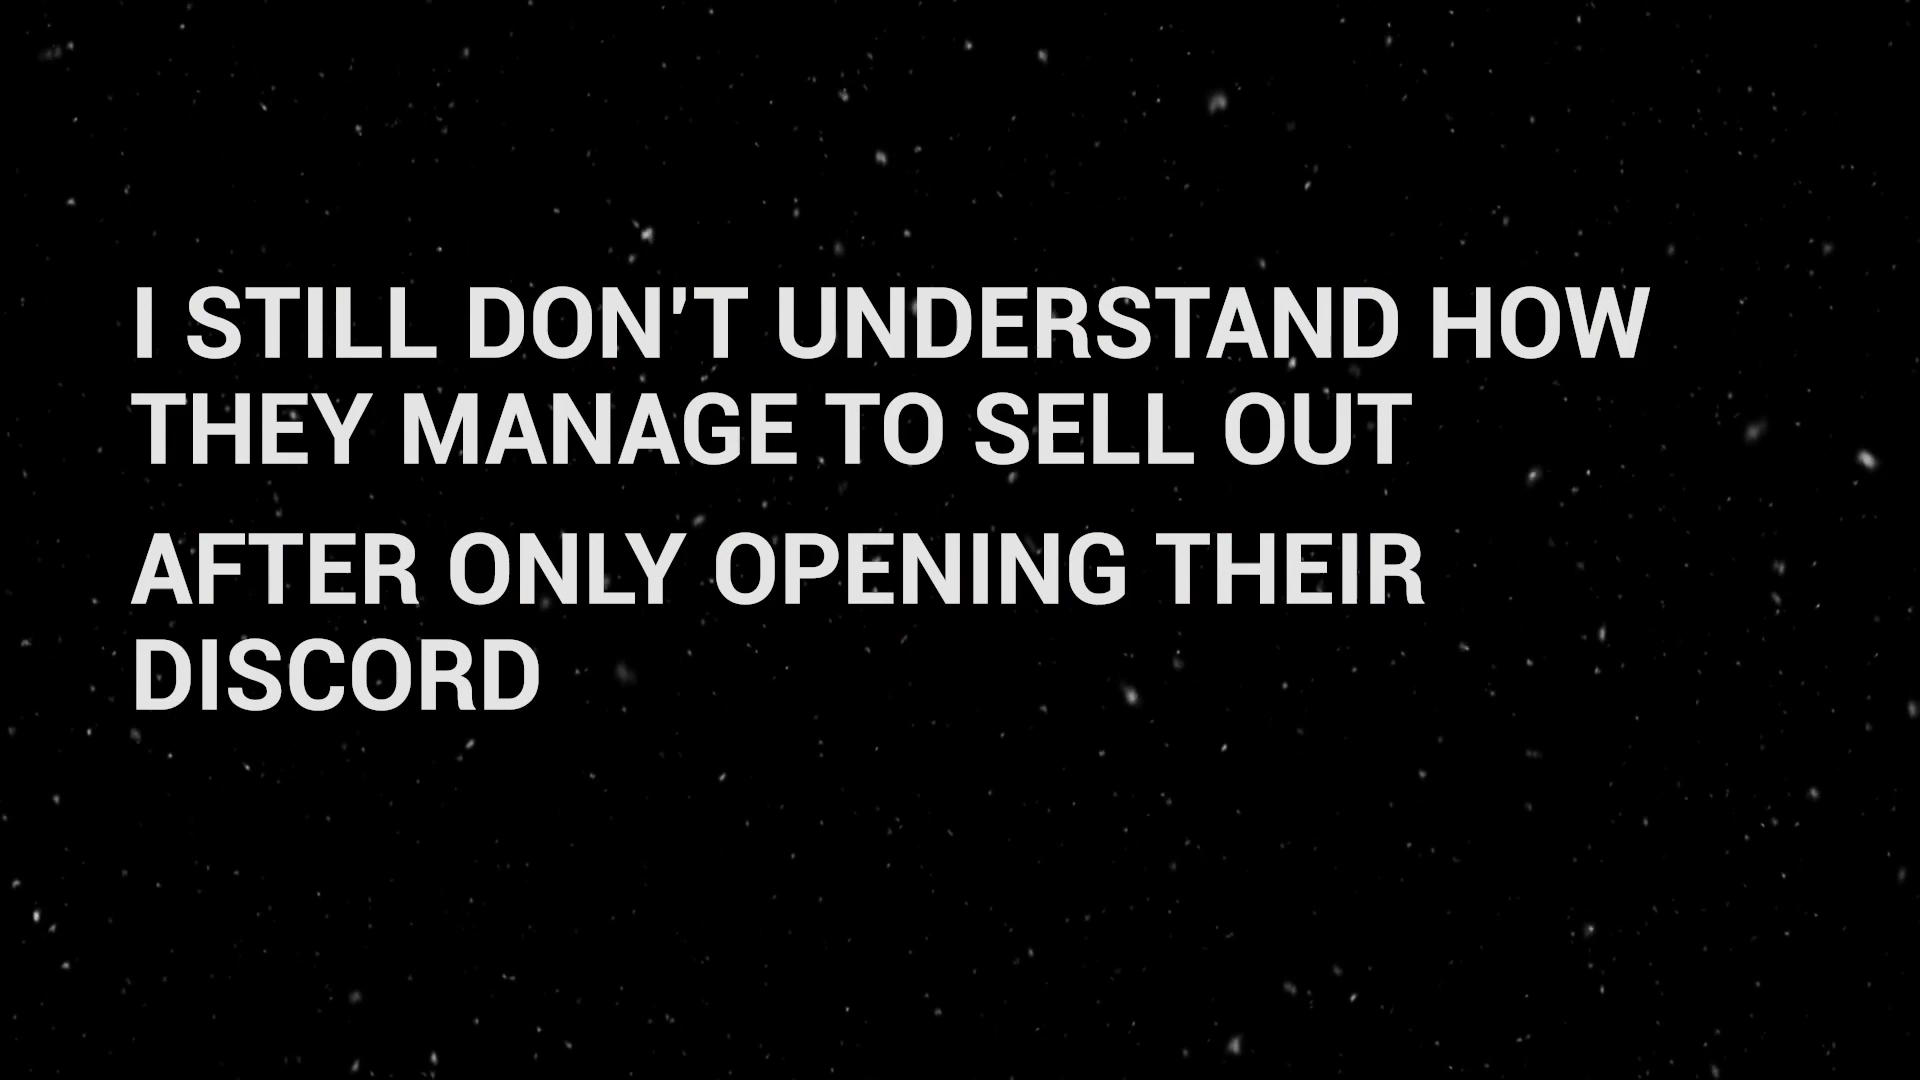 I STILL DON'T UNDERSTAND HOW
THEY MANAGE TO SELL OUT
AFTER ONLY OPENING THEIR
DISCORD